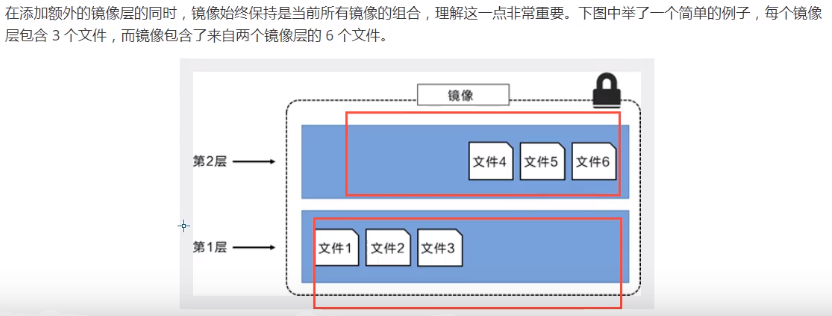 在添加额外的镜像层的同时，镜像始终保持是当前所有镜像的组合，理解这一点非常重要。下图中举了一个简单的例子，每个镜像
层包含 3 个文件，而镜像包含了来自两个镜像层的 6 个文件。
镜像
第2层
文件4 文件5 文件6
第1层
文件1 文件2 文件3